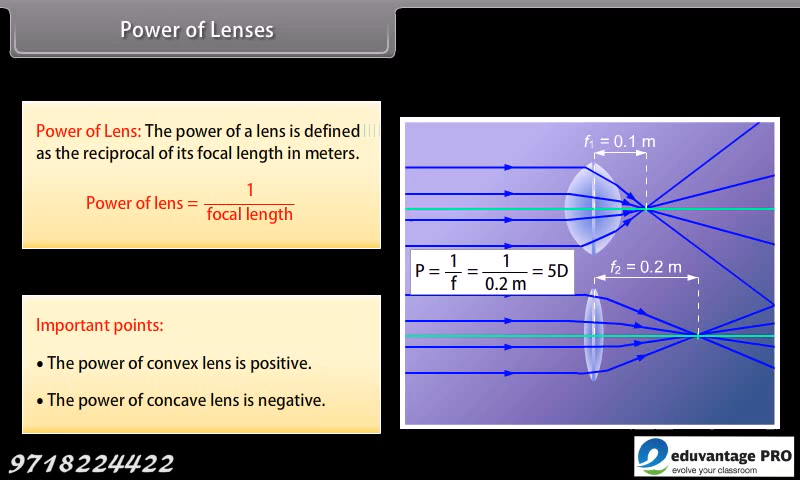 Power of Lenses
Power of Lens: The power of a lens is defined
as the reciprocal of its focal length in meters.
Power of lens = 1 / focal length
Important points:
• The power of convex lens is positive.
• The power of concave lens is negative.
f₁ = 0.1 m
P = 1/f = 1/0.2 m = 5D
f₂ = 0.2 m
9718224422
eduvantage PRO
evolve your classroom